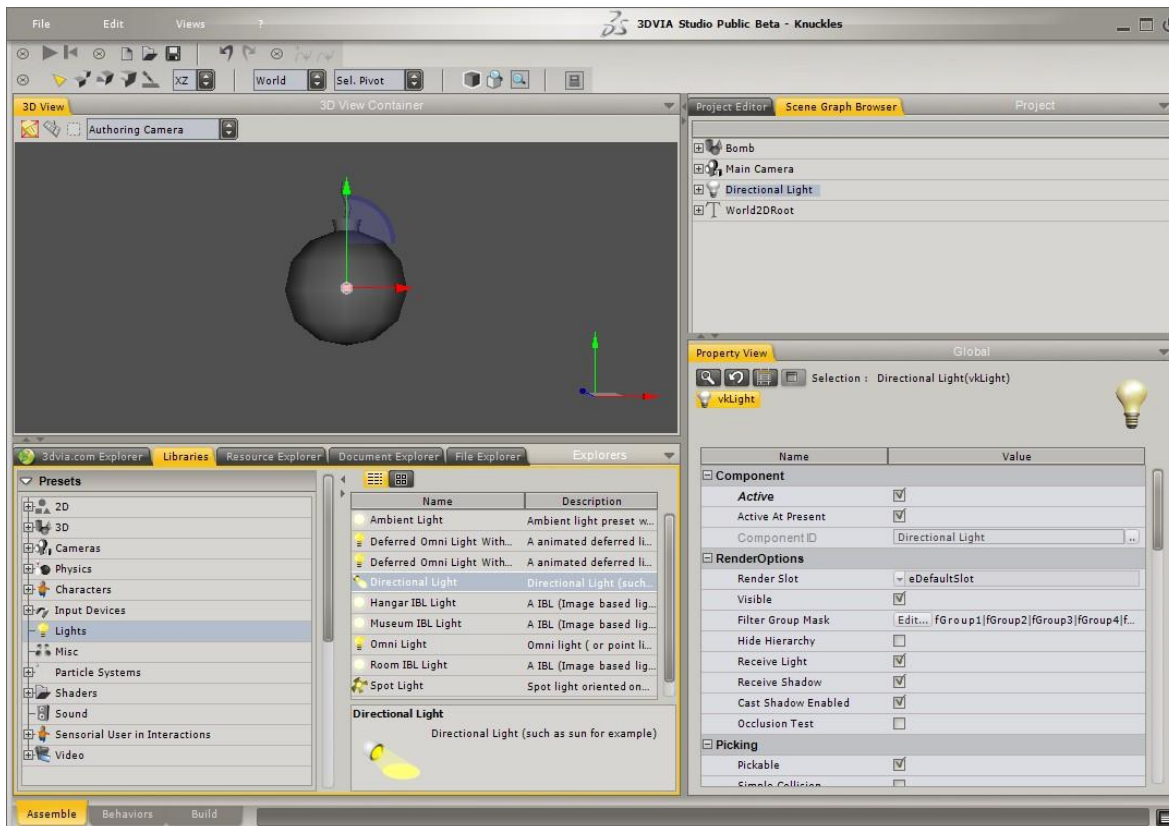 File Edit Views ?
3DVIA Studio Public Beta - Knuckles
XZ World Sel. Pivot
3D View 3D View Container
Authoring Camera
Project Editor Scene Graph Browser Project
Bomb
Main Camera
Directional Light
World2DRoot
Property View Global
Selection : Directional Light(vkLight)
vkLight
Name Value
Component
Active
Active At Present
ComponentID Directional Light ..
RenderOptions
Render Slot eDefaultSlot
Visible
Filter Group Mask Edit... fGroup1|fGroup2|fGroup3|fGroup4|f...
Hide Hierarchy
Receive Light
Receive Shadow
Cast Shadow Enabled
Occlusion Test
Picking
Pickable
Simple Collision
3dvia.com Explorer Libraries Resource Explorer Document Explorer File Explorer Explorers
Presets
2D
3D
Cameras
Physics
Characters
Input Devices
Lights
Misc
Particle Systems
Shaders
Sound
Sensorial User in Interactions
Video
Name Description
Ambient Light Ambient light preset w...
Deferred Omni Light With... A animated deferred li...
Deferred Omni Light With... A animated deferred li...
Directional Light Directional Light (suc...
Hangar IBL Light A IBL (Image based lig...
Museum IBL Light A IBL (Image based lig...
Omni Light Omni light ( or point li...
Room IBL Light A IBL (Image based lig...
Spot Light Spot light oriented on...
Directional Light
Directional Light (such as sun for example)
Assemble Behaviors Build